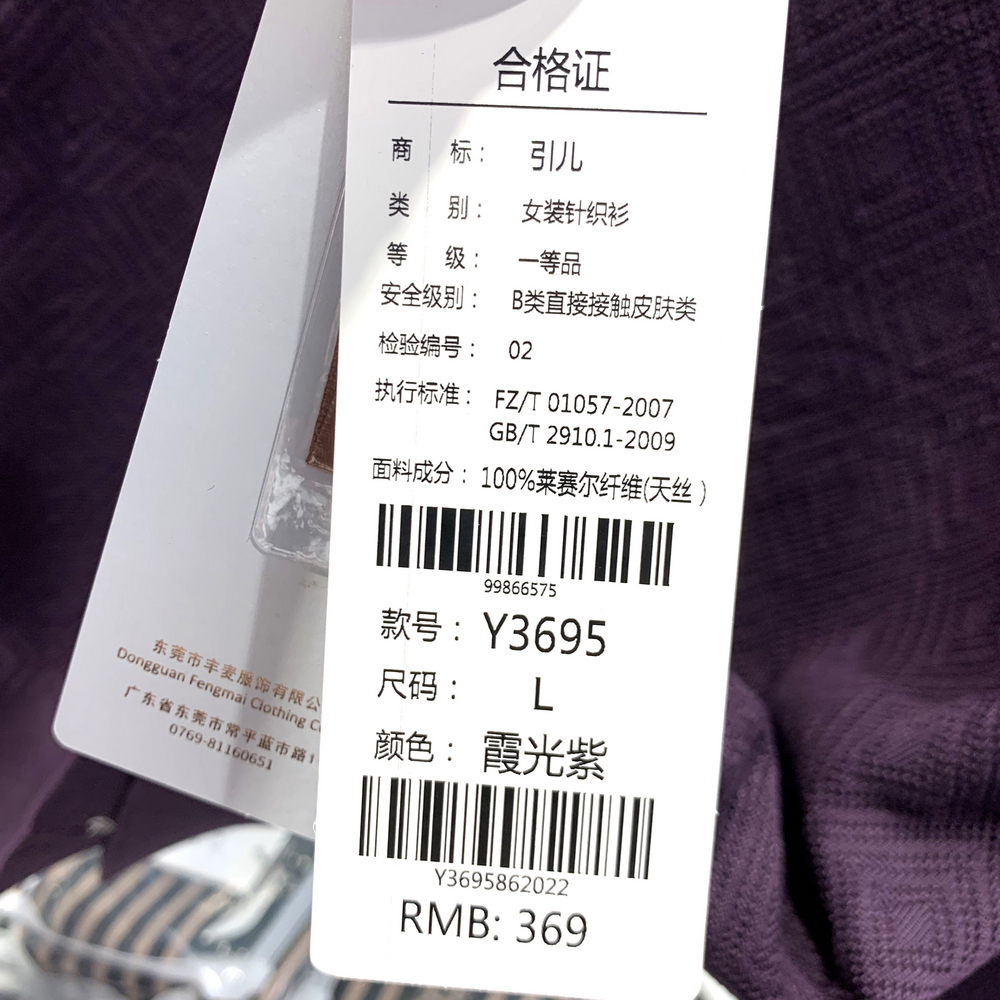 合格证
商 标： 引儿
类 别： 女装针织衫
等 级： 一等品
安全级别： B类直接接触皮肤类
检验编号： 02
执行标准： FZ/T 01057-2007
GB/T 2910.1-2009
面料成分： 100%莱赛尔纤维(天丝)
99866575
款号： Y3695
尺码： L
颜色： 霞光紫
Y3695862022
RMB: 369
东莞市丰麦服饰有限公
Dongguan Fengmai Clothing C
广东省东莞市常平蓝市路1
0769-81160651